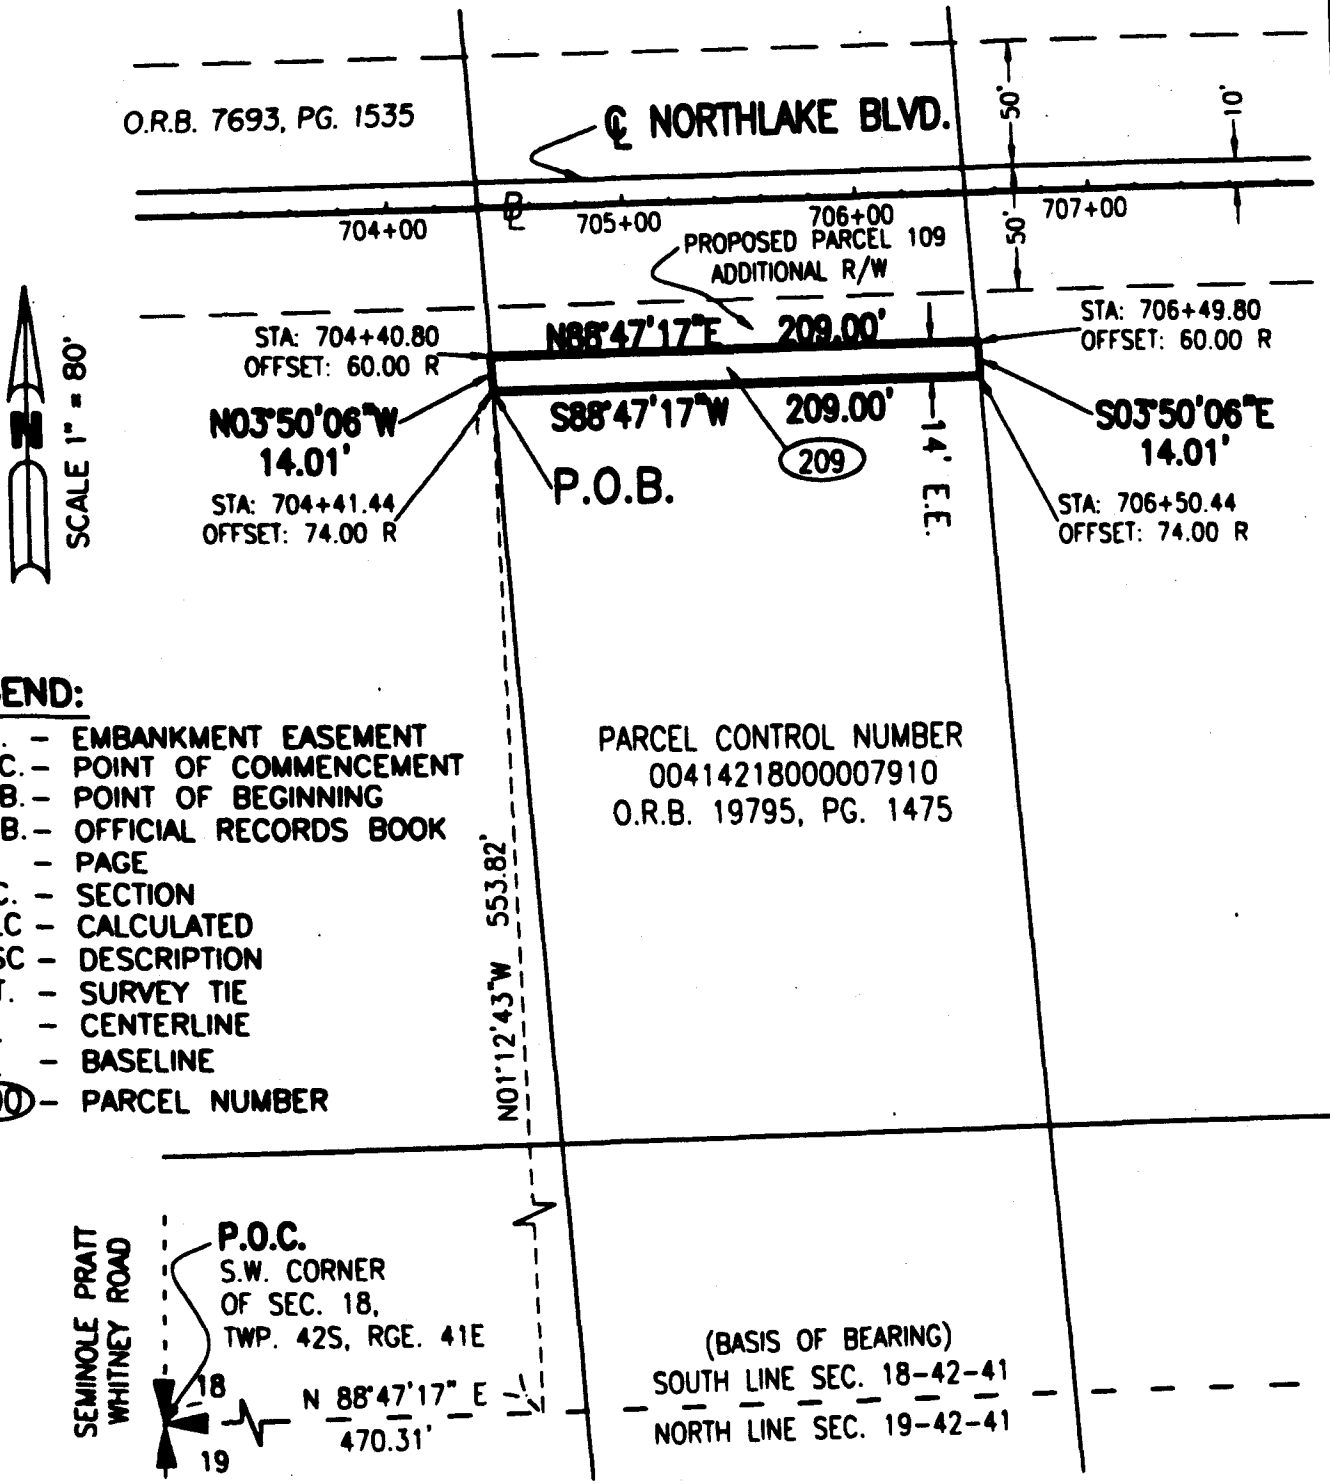 O.R.B. 7693, PG. 1535
℄ NORTHLAKE BLVD.
50'
10'
BL
704+00
705+00
706+00
707+00
50'
PROPOSED PARCEL 109
ADDITIONAL R/W
STA: 704+40.80
OFFSET: 60.00 R
N88°47'17"E 209.00'
STA: 706+49.80
OFFSET: 60.00 R
N03°50'06"W
14.01'
S88°47'17"W 209.00'
209
14' E.E.
S03°50'06"E
14.01'
STA: 704+41.44
OFFSET: 74.00 R
P.O.B.
STA: 706+50.44
OFFSET: 74.00 R
N
SCALE 1" = 80'
END:
. - EMBANKMENT EASEMENT
C. - POINT OF COMMENCEMENT
B. - POINT OF BEGINNING
B. - OFFICIAL RECORDS BOOK
- PAGE
C. - SECTION
LC - CALCULATED
SC - DESCRIPTION
T. - SURVEY TIE
- CENTERLINE
- BASELINE
- PARCEL NUMBER
PARCEL CONTROL NUMBER
00414218000007910
O.R.B. 19795, PG. 1475
N01°12'43"W 553.82'
SEMINOLE PRATT
WHITNEY ROAD
P.O.C.
S.W. CORNER
OF SEC. 18,
TWP. 42S, RGE. 41E
18
19
N 88°47'17" E
470.31'
(BASIS OF BEARING)
SOUTH LINE SEC. 18-42-41
NORTH LINE SEC. 19-42-41